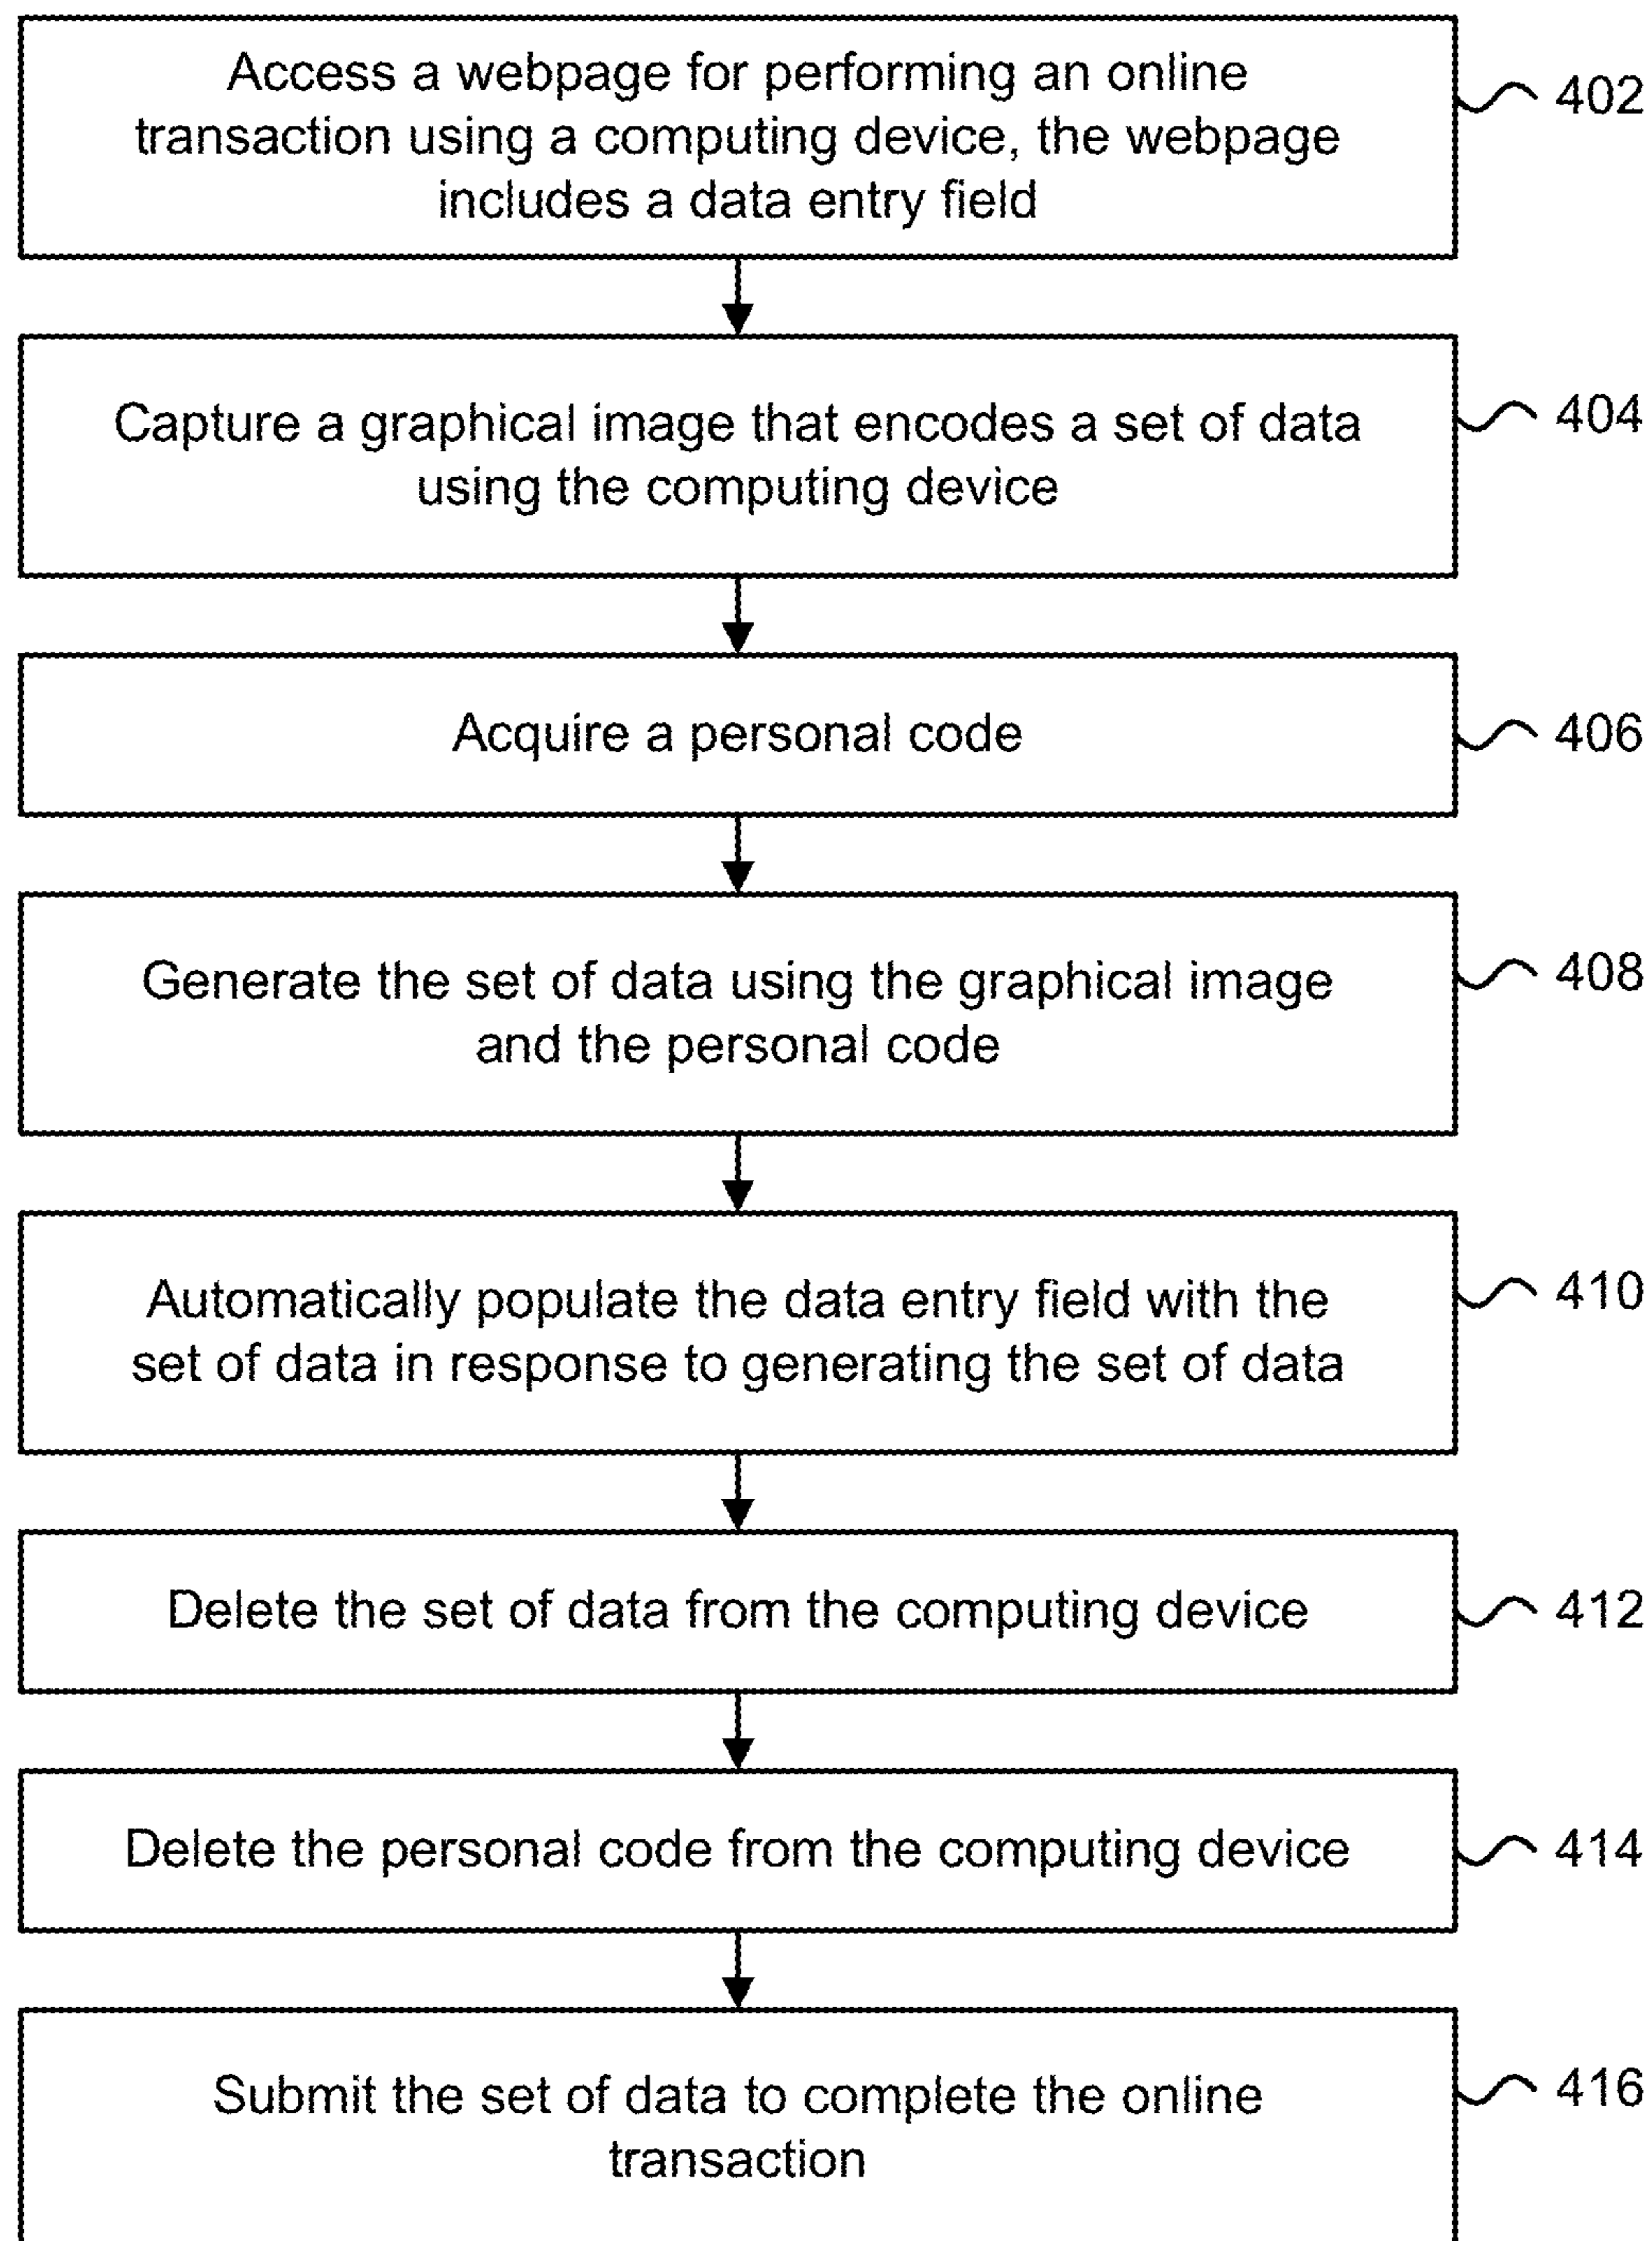 Access a webpage for performing an online
transaction using a computing device, the webpage
includes a data entry field
402
Capture a graphical image that encodes a set of data
using the computing device
404
Acquire a personal code
406
Generate the set of data using the graphical image
and the personal code
408
Automatically populate the data entry field with the
set of data in response to generating the set of data
410
Delete the set of data from the computing device
412
Delete the personal code from the computing device
414
Submit the set of data to complete the online
transaction
416